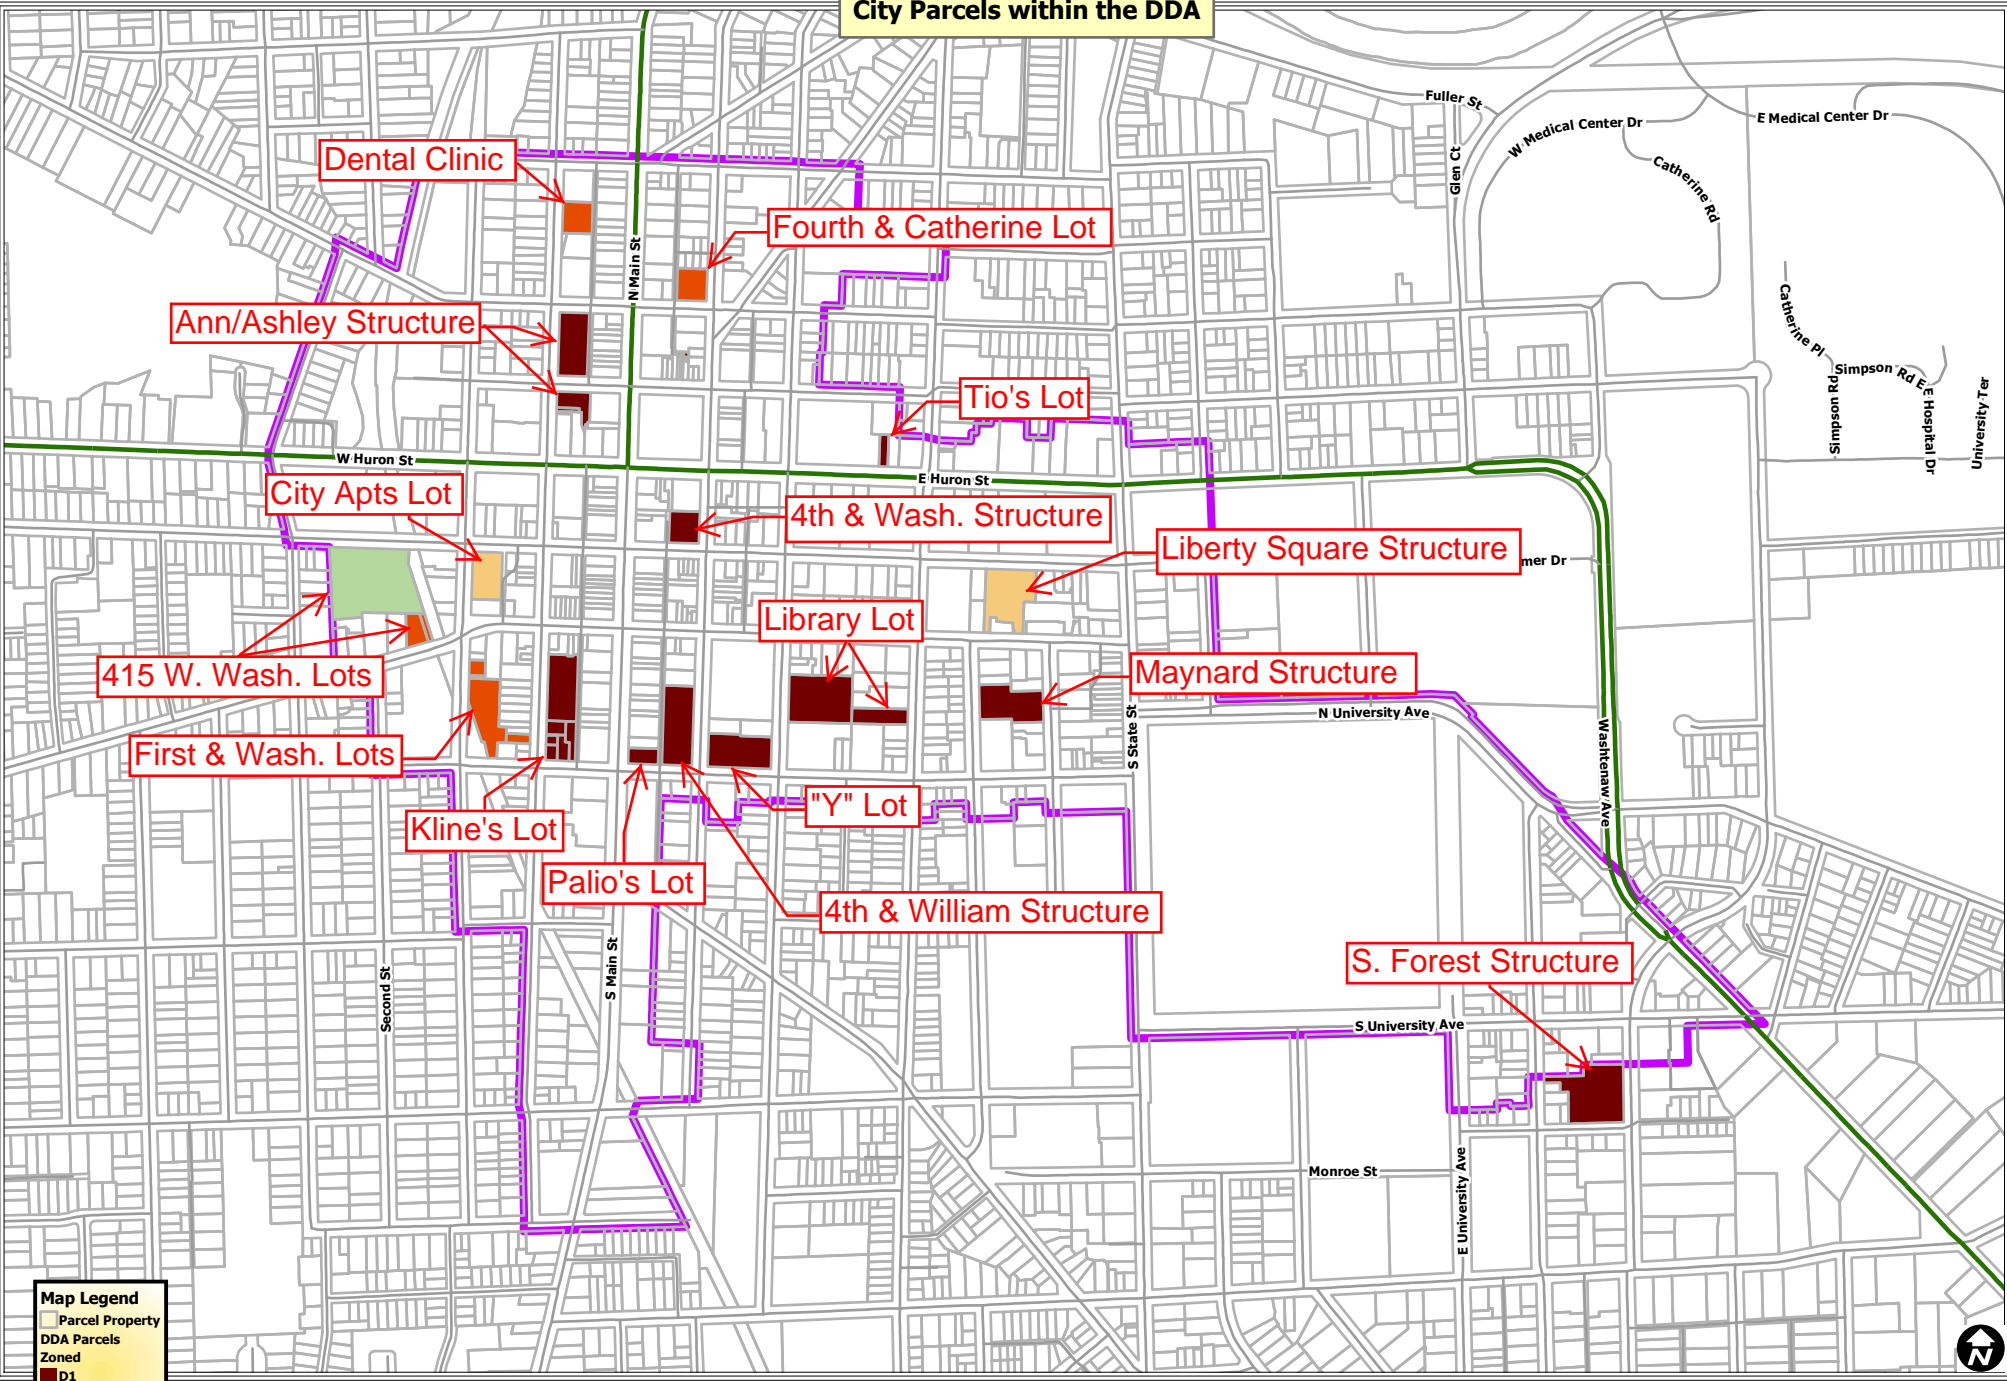 City Parcels within the DDA
Fuller St
W Medical Center Dr
E Medical Center Dr
Glen Ct
Catherine Rd
Dental Clinic
Fourth & Catherine Lot
N Main St
Ann/Ashley Structure
Catherine Pl
Simpson Rd E
Simpson Rd
E Hospital Dr
University Ter
Tio's Lot
W Huron St
E Huron St
City Apts Lot
4th & Wash. Structure
Liberty Square Structure
mer Dr
Library Lot
415 W. Wash. Lots
Maynard Structure
N University Ave
S State St
Washtenaw Ave
First & Wash. Lots
Kline's Lot
"Y" Lot
Palio's Lot
4th & William Structure
S Main St
Second St
S. Forest Structure
S University Ave
Monroe St
E University Ave
Map Legend
Parcel Property
DDA Parcels
Zoned
D1
N